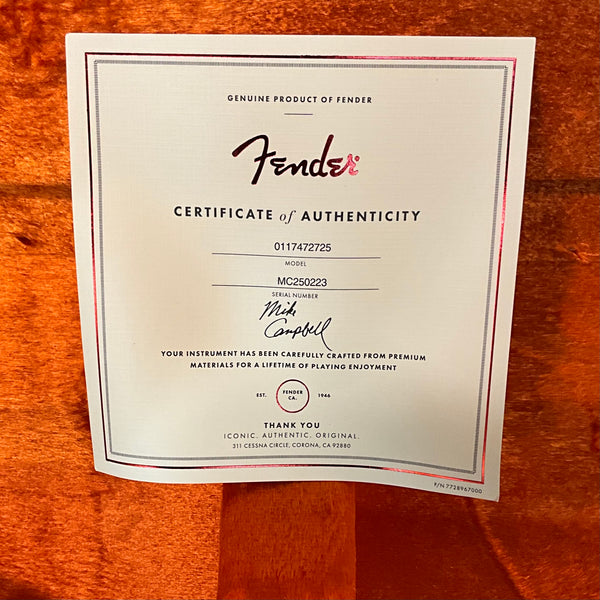 GENUINE PRODUCT OF FENDER
Fender
CERTIFICATE of AUTHENTICITY
0117472725
MODEL
MC250223
SERIAL NUMBER
Mike
Campbell
YOUR INSTRUMENT HAS BEEN CAREFULLY CRAFTED FROM PREMIUM
MATERIALS FOR A LIFETIME OF PLAYING ENJOYMENT
EST. FENDER CA. 1946
THANK YOU
ICONIC. AUTHENTIC. ORIGINAL.
311 CESSNA CIRCLE, CORONA, CA 92880
P/N 7728967000